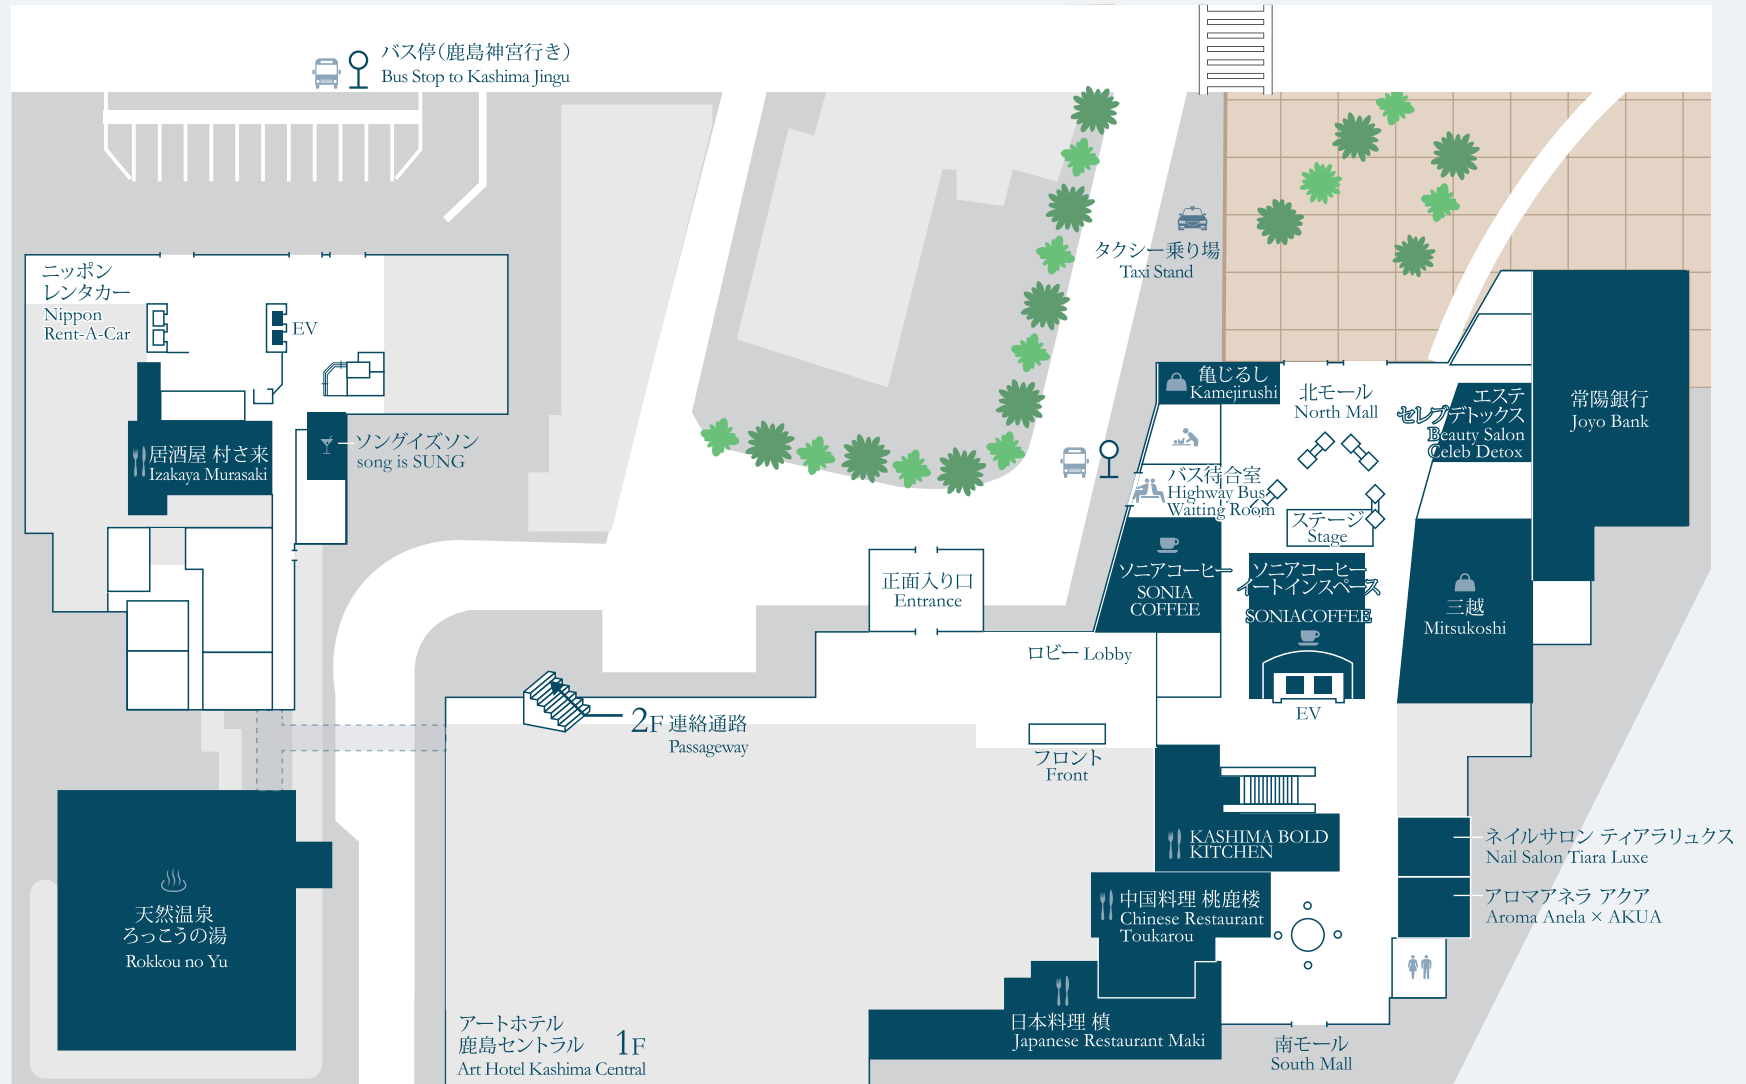 バス停(鹿島神宮行き)
Bus Stop to Kashima Jingu
タクシー乗り場
Taxi Stand
ニッポン
レンタカー
Nippon
Rent-A-Car
EV
居酒屋 村さ来
Izakaya Murasaki
ソングイズソン
song is SUNG
亀じるし
Kamejirushi
北モール
North Mall
エステ
セレブデトックス
Beauty Salon
Celeb Detox
常陽銀行
Joyo Bank
バス待合室
Highway Bus
Waiting Room
ステージ
Stage
ソニアコーヒー
SONIA
COFFEE
ソニアコーヒー
イートインスペース
SONIACOFFEE
三越
Mitsukoshi
正面入り口
Entrance
ロビー Lobby
EV
2F 連絡通路
Passageway
フロント
Front
KASHIMA BOLD
KITCHEN
ネイルサロン ティアラリュクス
Nail Salon Tiara Luxe
中国料理 桃鹿楼
Chinese Restaurant
Toukarou
アロマアネラ アクア
Aroma Anela × AKUA
天然温泉
ろっこうの湯
Rokkou no Yu
日本料理 槙
Japanese Restaurant Maki
アートホテル
鹿島セントラル 1F
Art Hotel Kashima Central
南モール
South Mall